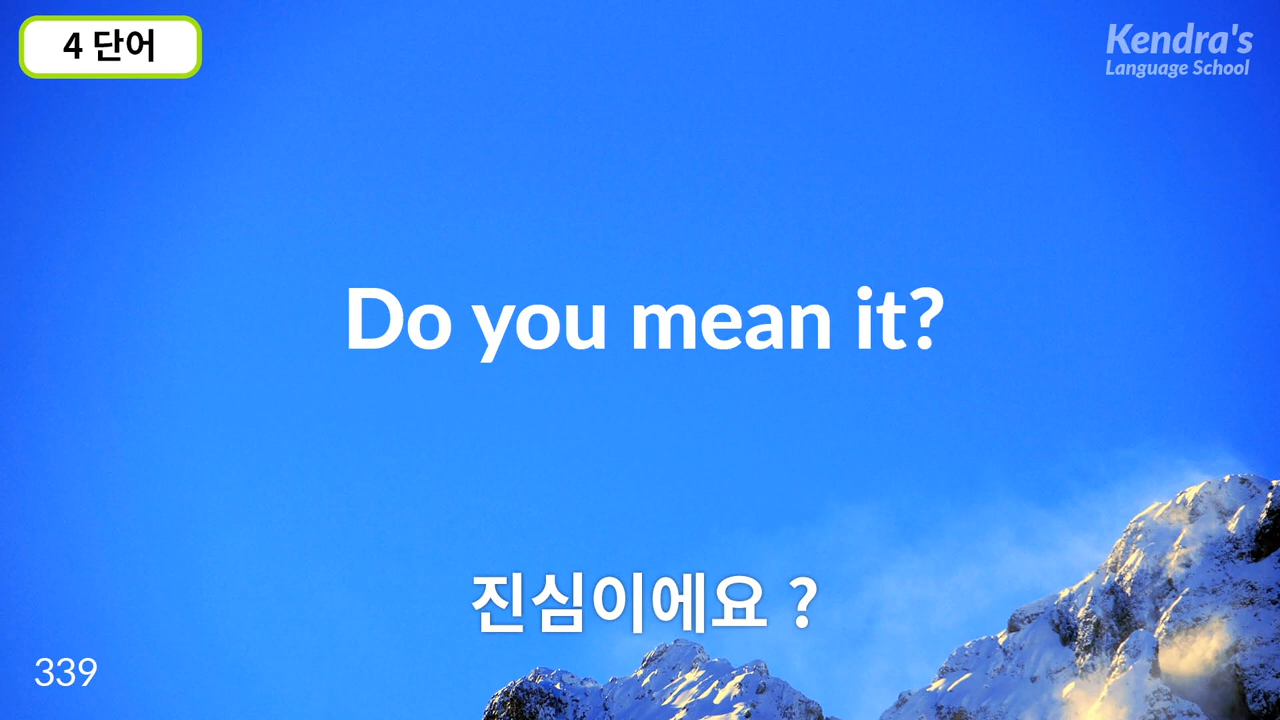 4 단어
Kendra's
Language School
Do you mean it?
진심이에요 ?
339